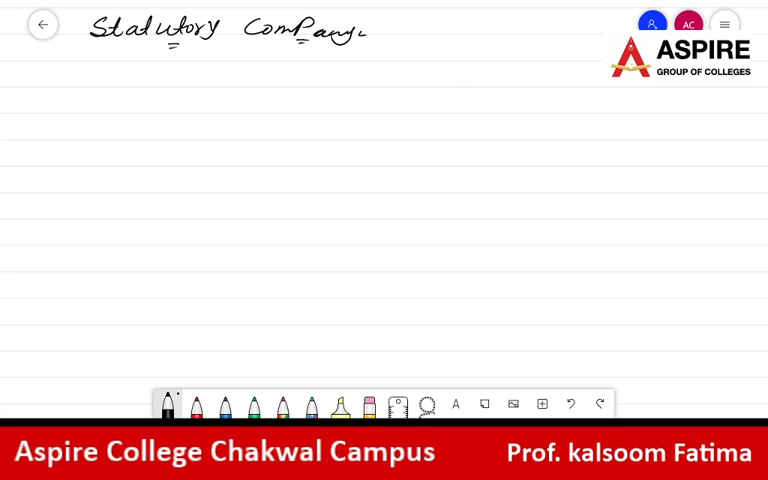 Statutory Company
AC
ASPIRE
GROUP OF COLLEGES
A
Aspire College Chakwal Campus
Prof. kalsoom Fatima